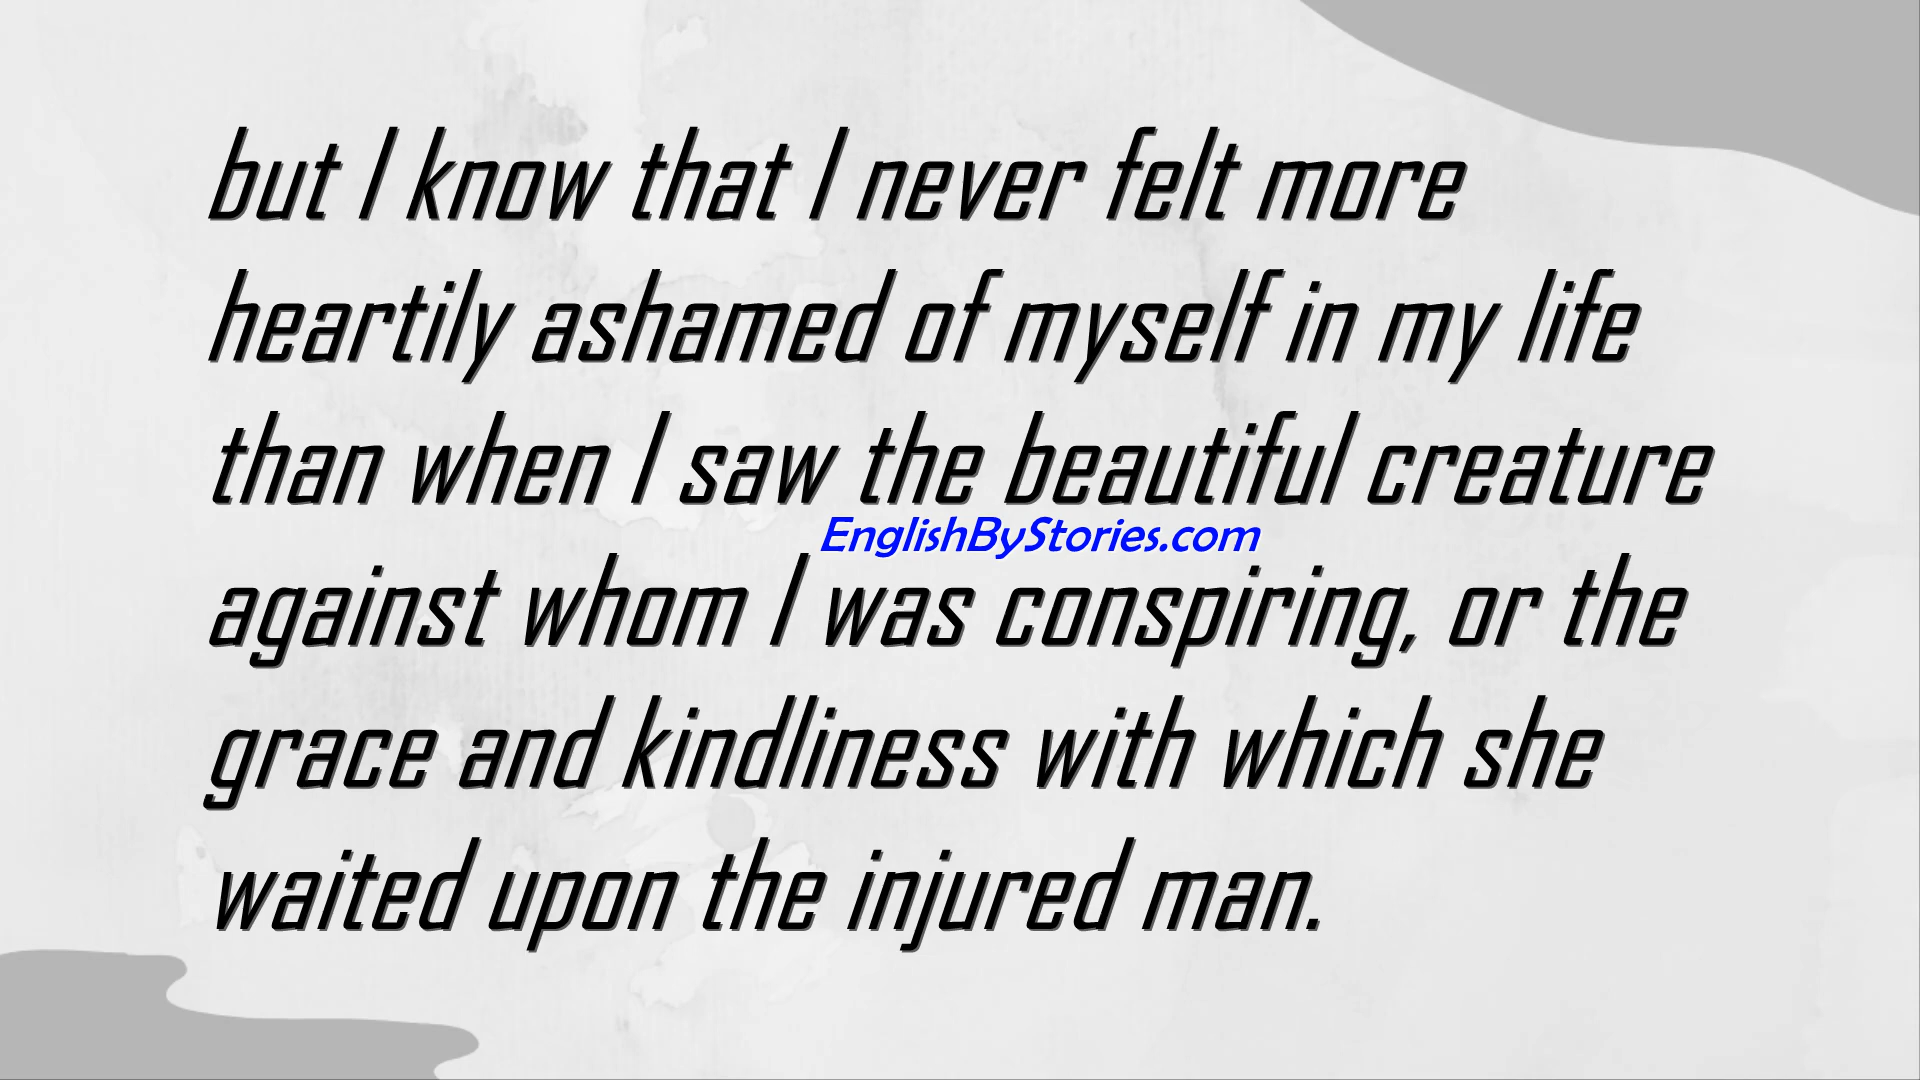 but I know that I never felt more
heartily ashamed of myself in my life
than when I saw the beautiful creature
EnglishByStories.com
against whom I was conspiring, or the
grace and kindliness with which she
waited upon the injured man.